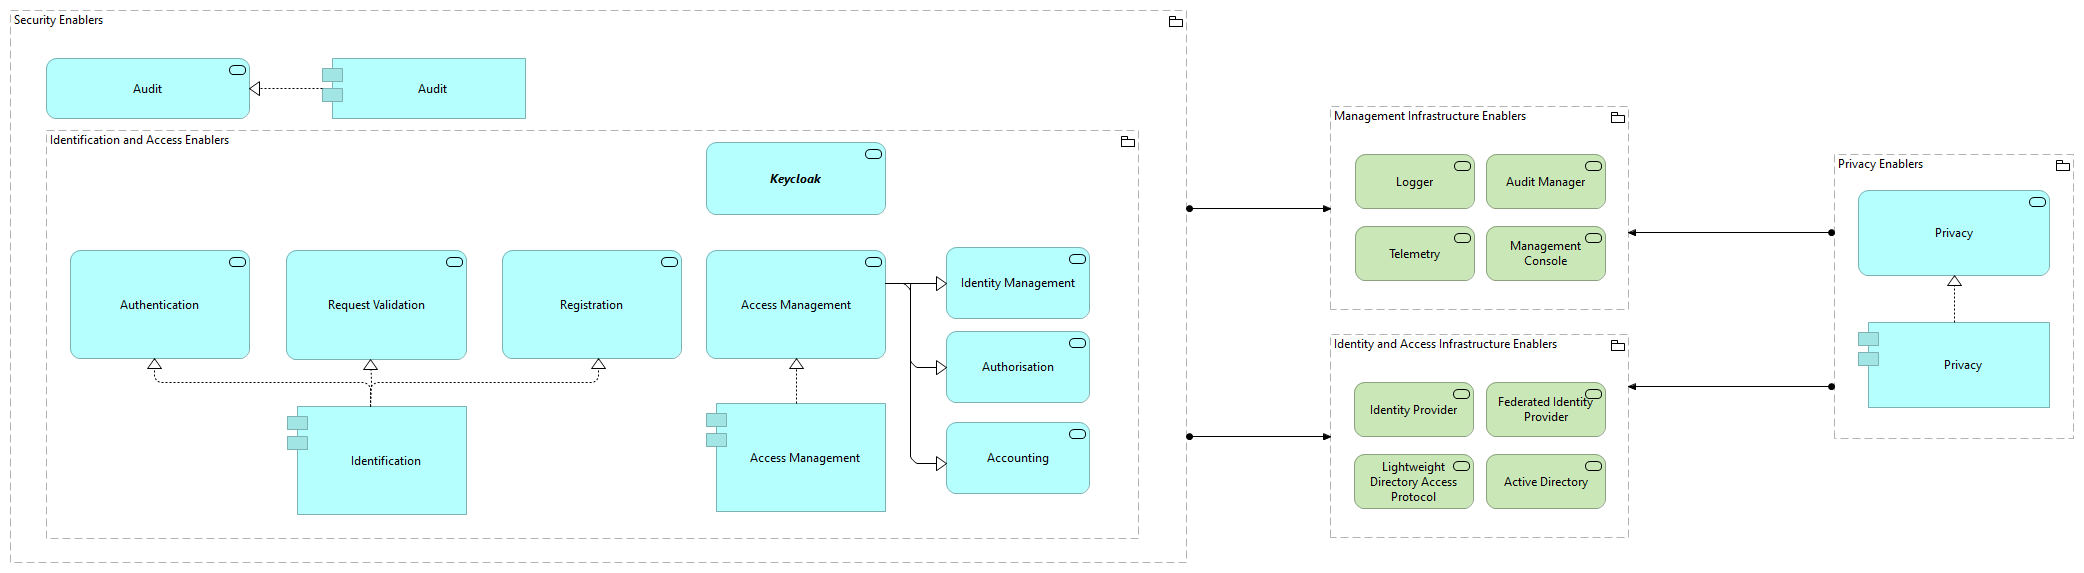 Security Enablers
Audit
Audit
Identification and Access Enablers
Keycloak
Authentication
Request Validation
Registration
Access Management
Identity Management
Authorisation
Accounting
Identification
Access Management
Management Infrastructure Enablers
Logger
Audit Manager
Telemetry
Management
Console
Identity and Access Infrastructure Enablers
Identity Provider
Federated Identity
Provider
Lightweight
Directory Access
Protocol
Active Directory
Privacy Enablers
Privacy
Privacy